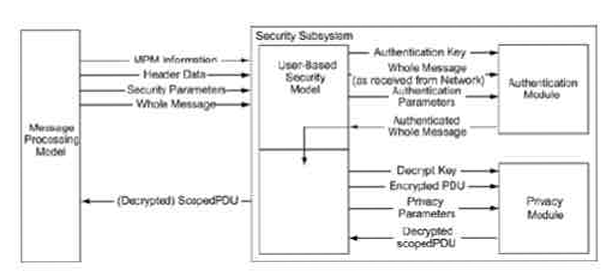 Security Subsystem
MPM Information
Header Data
Security Parameters
Whole Message
Message
Processing
Model
(Decrypted) ScopedPDU
User-Based
Security
Model
Authentication Key
Whole Message
(as received from Network)
Authentication
Parameters
Authenticated
Whole Message
Authentication
Module
Decrypt Key
Encrypted PDU
Privacy
Parameters
Decrypted
scopedPDU
Privacy
Module